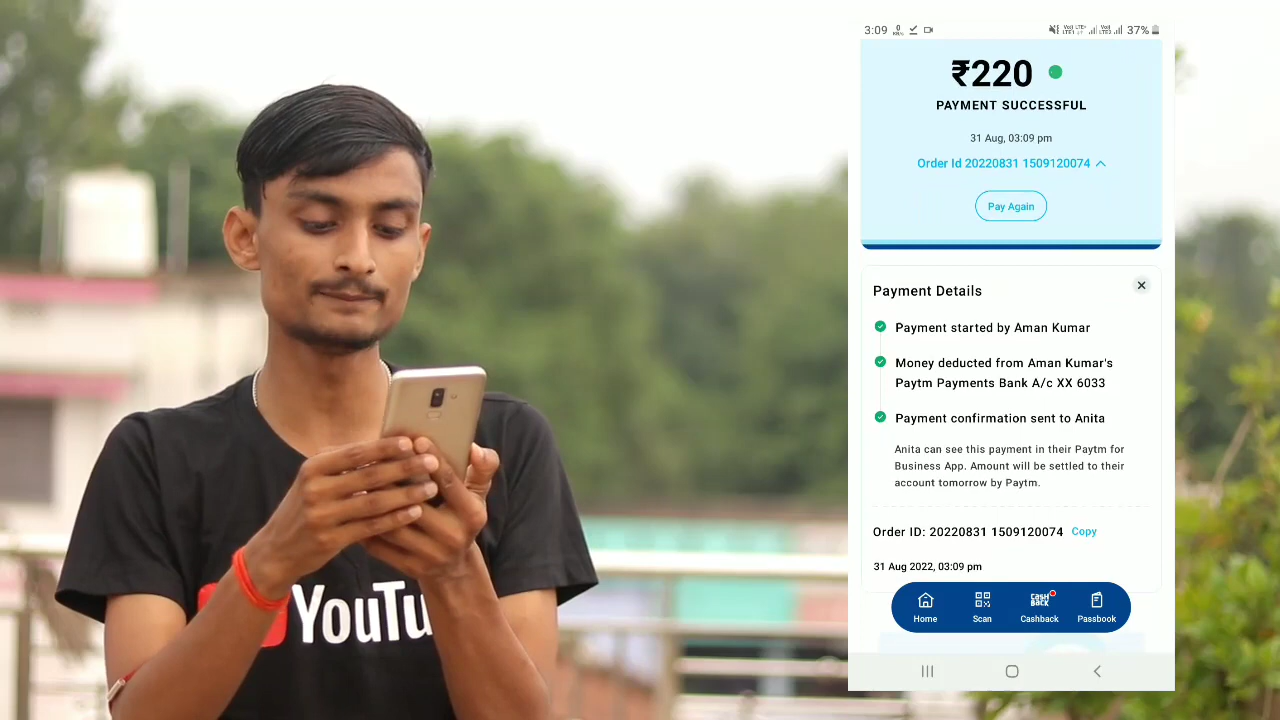 3:09
37%
₹220
PAYMENT SUCCESSFUL
31 Aug, 03:09 pm
Order Id 20220831 1509120074
Pay Again
Payment Details
Payment started by Aman Kumar
Money deducted from Aman Kumar's
Paytm Payments Bank A/c XX 6033
Payment confirmation sent to Anita
Anita can see this payment in their Paytm for
Business App. Amount will be settled to their
account tomorrow by Paytm.
Order ID: 20220831 1509120074 Copy
31 Aug 2022, 03:09 pm
CASH
BACK
Home Scan Cashback Passbook
YouTu